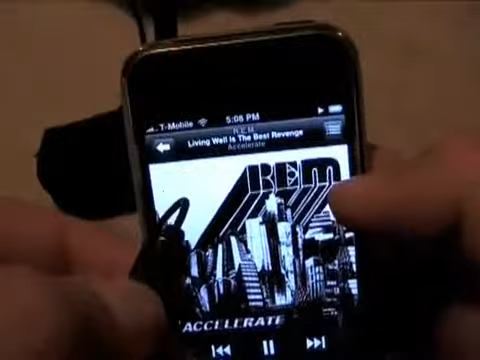 T-Mobile 5:08 PM
R.E.M.
Living Well Is The Best Revenge
Accelerate
REM
ACCELERATE